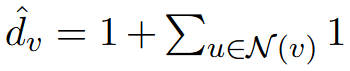 $\hat{d}_v = 1 + \sum_{u \in \mathcal{N}(v)} 1$